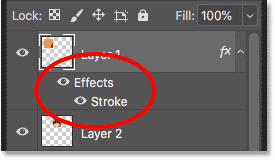 Lock: Fill: 100%
Layer 1 fx
Effects
Stroke
Layer 2